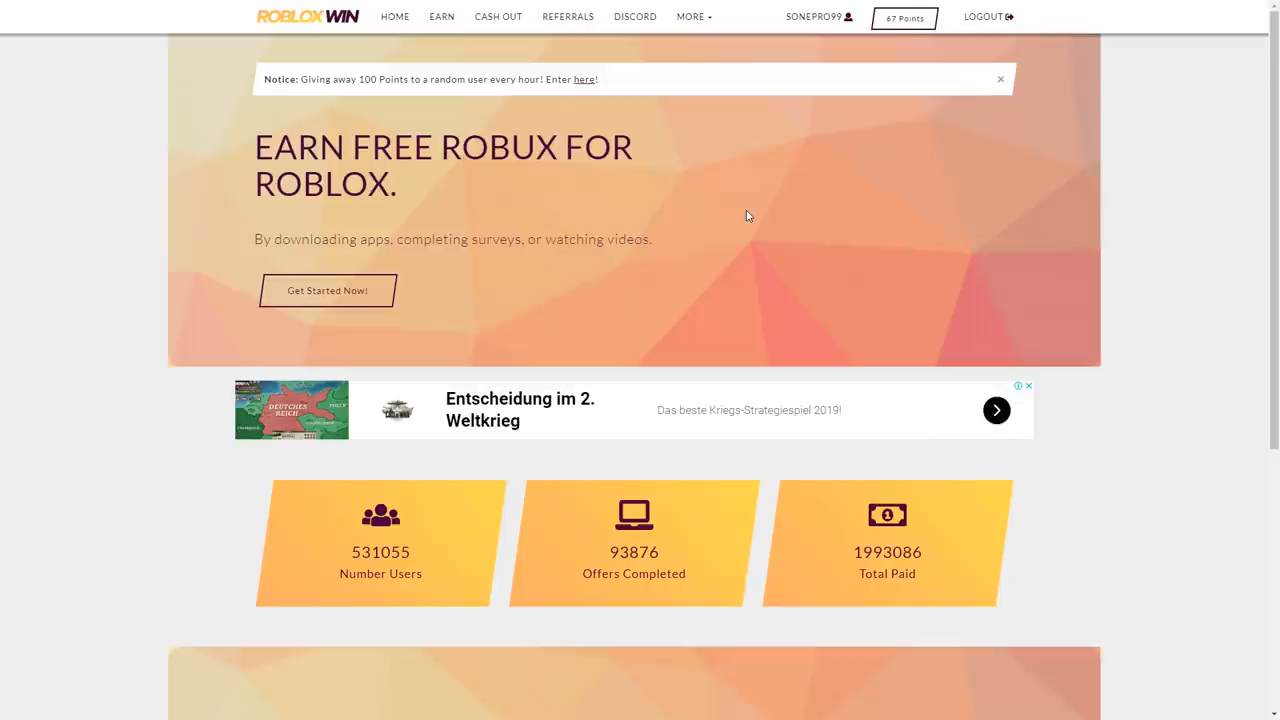 ROBLOX WIN HOME EARN CASH OUT REFERRALS DISCORD MORE SONEPRO99 67 Points LOGOUT
Notice: Giving away 100 Points to a random user every hour! Enter here! ×
EARN FREE ROBUX FOR
ROBLOX.
By downloading apps, completing surveys, or watching videos.
Get Started Now!
DEUTCHES
REICH
Entscheidung im 2.
Weltkrieg
Das beste Kriegs-Strategiespiel 2019!
531055
Number Users
93876
Offers Completed
1993086
Total Paid